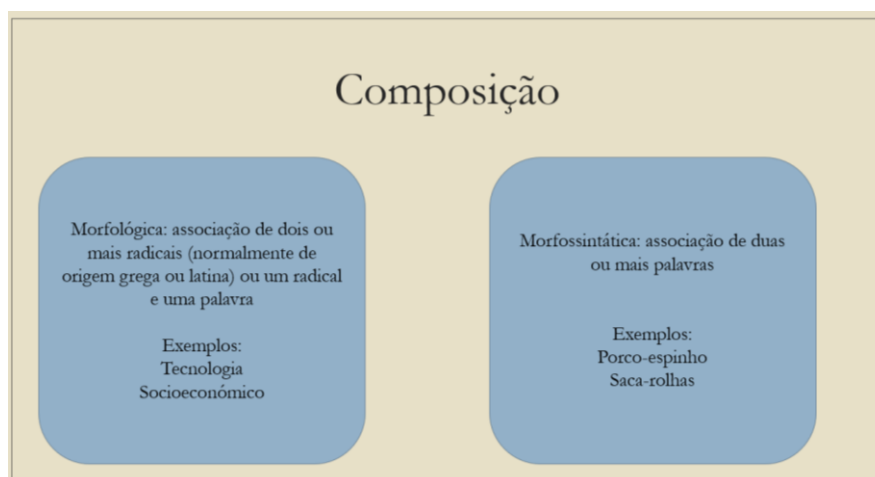 Composição
Morfológica: associação de dois ou
mais radicais (normalmente de
origem grega ou latina) ou um radical
e uma palavra
Exemplos:
Tecnologia
Socioeconómico
Morfossintática: associação de duas
ou mais palavras
Exemplos:
Porco-espinho
Saca-rolhas